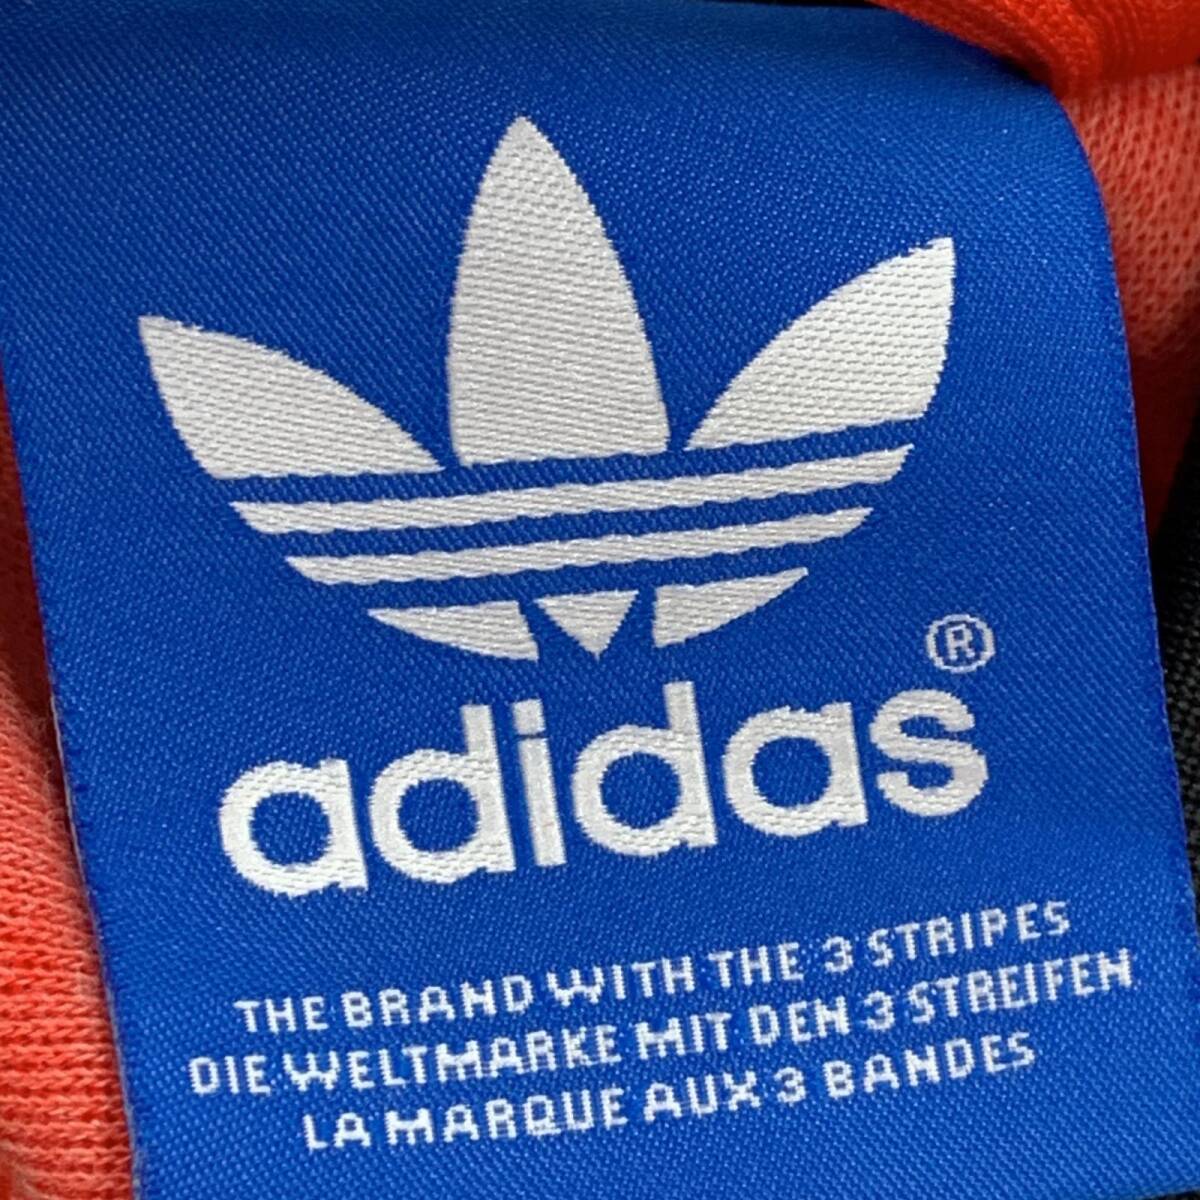 adidas®
THE BRAND WITH THE 3 STRIPES
DIE WELTMARKE MIT DEN 3 STREIFEN
LA MARQUE AUX 3 BANDES